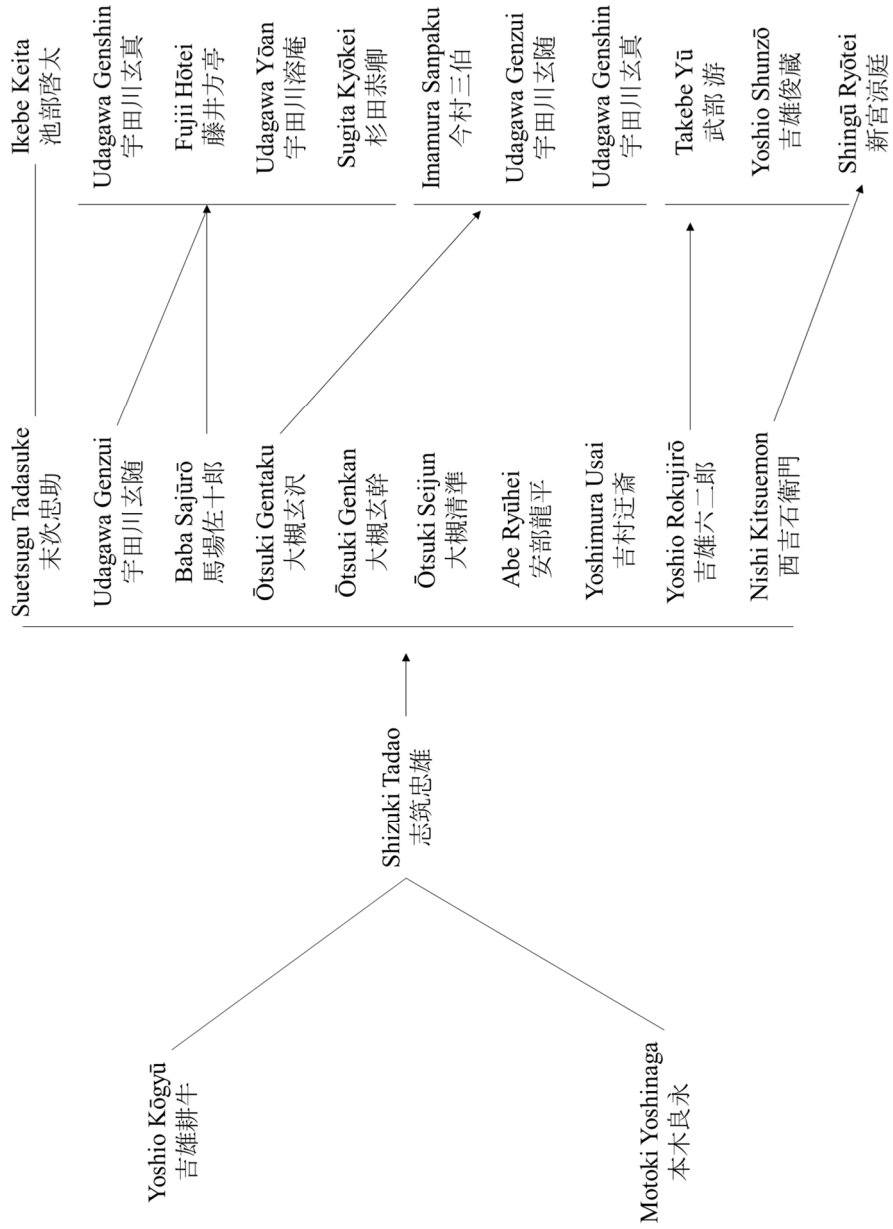 Yoshio Kōgyū
吉雄耕牛
Motoki Yoshinaga
本木良永
Shizuki Tadao
志筑忠雄
Suetsugu Tadasuke
末次忠助
Udagawa Genzui
宇田川玄随
Baba Sajūrō
馬場佐十郎
Ōtsuki Gentaku
大槻玄沢
Ōtsuki Genkan
大槻玄幹
Ōtsuki Seijun
大槻清準
Abe Ryūhei
安部龍平
Yoshimura Usai
吉村迂斎
Yoshio Rokujirō
吉雄六二郎
Nishi Kitsuemon
西吉右衛門
Ikebe Keita
池部啓太
Udagawa Genshin
宇田川玄真
Fujii Hōtei
藤井方亭
Udagawa Yōan
宇田川溶庵
Sugita Kyōkei
杉田恭卿
Imamura Sanpaku
今村三伯
Udagawa Genzui
宇田川玄随
Udagawa Genshin
宇田川玄真
Takebe Yū
武部 游
Yoshio Shunzō
吉雄俊蔵
Shingū Ryōtei
新宮涼庭